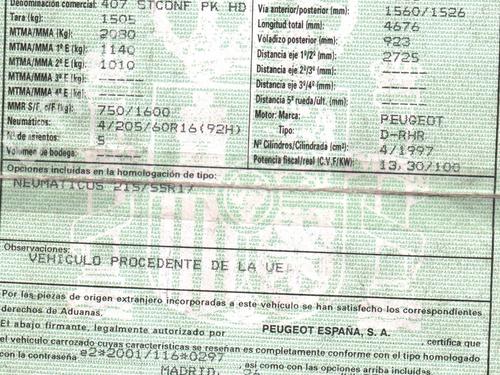 Denominación comercial: 407 STCONF PK HD
Tara (kg): 1505
MTMA/MMA (Kg): 2080
MTMA/MMA 1º E (Kg): 1140
MTMA/MMA 2º E (kg): 1010
MTMA/MMA 3º E (Kg): ------
MTMA/MMA 4º E (kg): ------
MMR S/F. c/F (kg): 750/1600
Neumáticos: 4/205/60R16(92H)
Nº de asientos: 5
Volumen de bodega: -----
Vía anterior/posterior (mm): 1560/1526
Longitud total (mm): 4676
Voladizo posterior (mm): 923
Distancia eje 1º/2º (mm): 2725
Distancia eje 2º/3º (mm): ------
Distancia eje 3º/4º (mm): ------
Distancia 5ª rueda/últ. (mm): ------
Motor: Marca: PEUGEOT
Tipo: D-RHR
Nº Cilindros/Cilindrada (cm³): 4/1997
Potencia fiscal/real (C.V.F/KW): 13,30/100
Opciones incluidas en la homologación de tipo:
NEUMATICOS 215/55R17
Observaciones:
VEHICULO PROCEDENTE DE LA UE
Por las piezas de origen extranjero incorporadas a este vehículo se han satisfecho los correspondientes
derechos de Aduanas.
El abajo firmante, legalmente autorizado por PEUGEOT ESPAÑA, S. A. , certifica que
el vehículo carrozado cuyas características se reseñan es completamente conforme con el tipo homologado
con la contraseña e2*2001/116*0297 , así como con las opciones arriba incluidas.
MADRID, 26